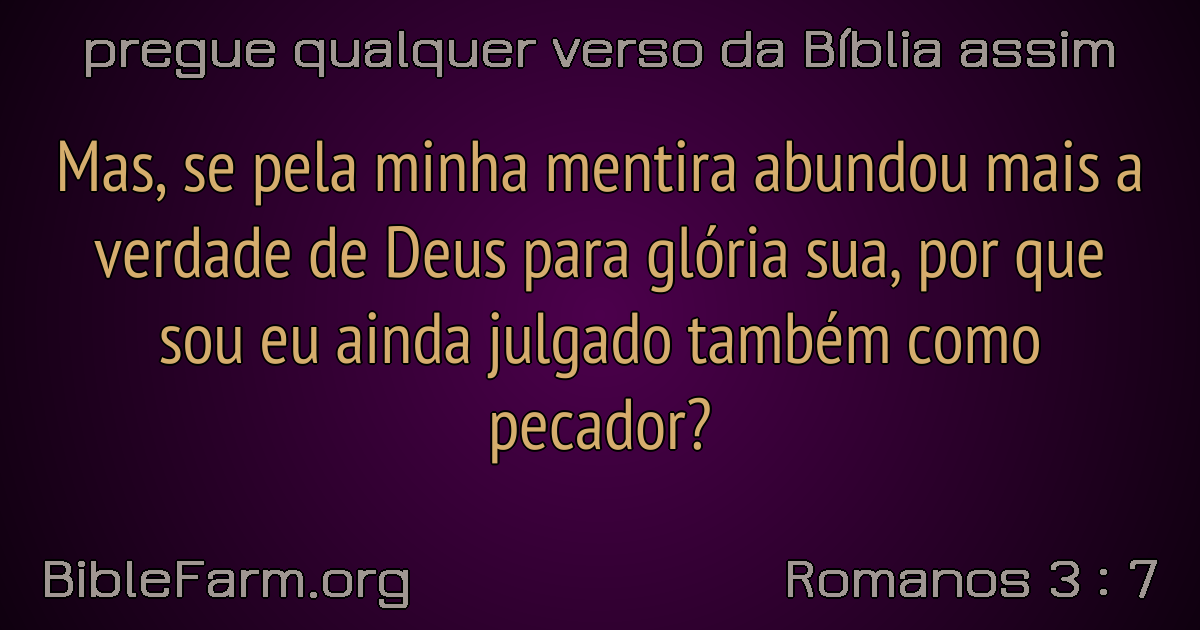 pregue qualquer verso da Bíblia assim
Mas, se pela minha mentira abundou mais a
verdade de Deus para glória sua, por que
sou eu ainda julgado também como
pecador?
BibleFarm.org
Romanos 3 : 7